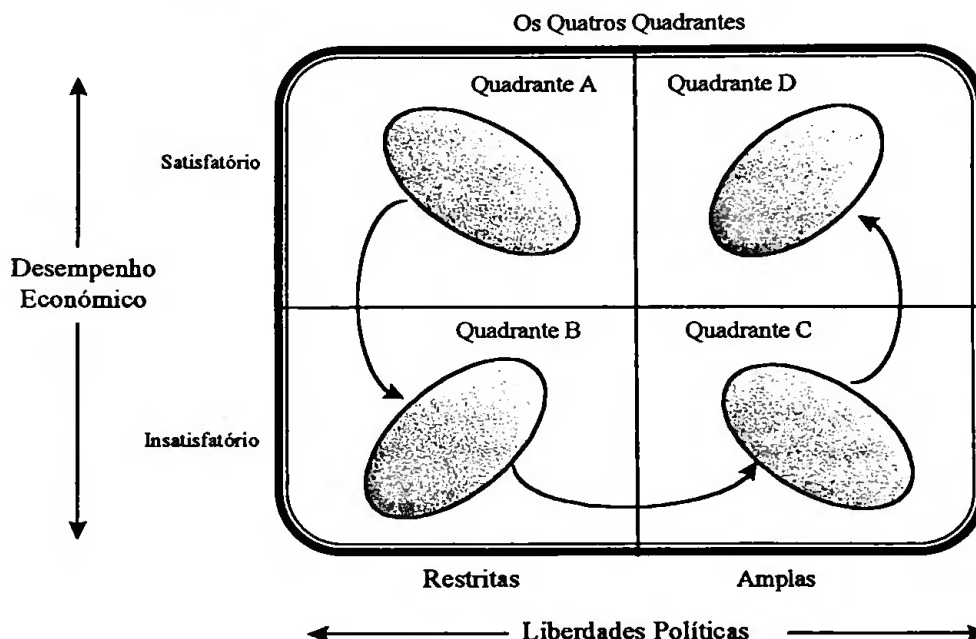 Os Quatros Quadrantes
Quadrante A
Quadrante D
Satisfatório
Desempenho
Económico
Quadrante B
Quadrante C
Insatisfatório
Restritas
Amplas
Liberdades Políticas